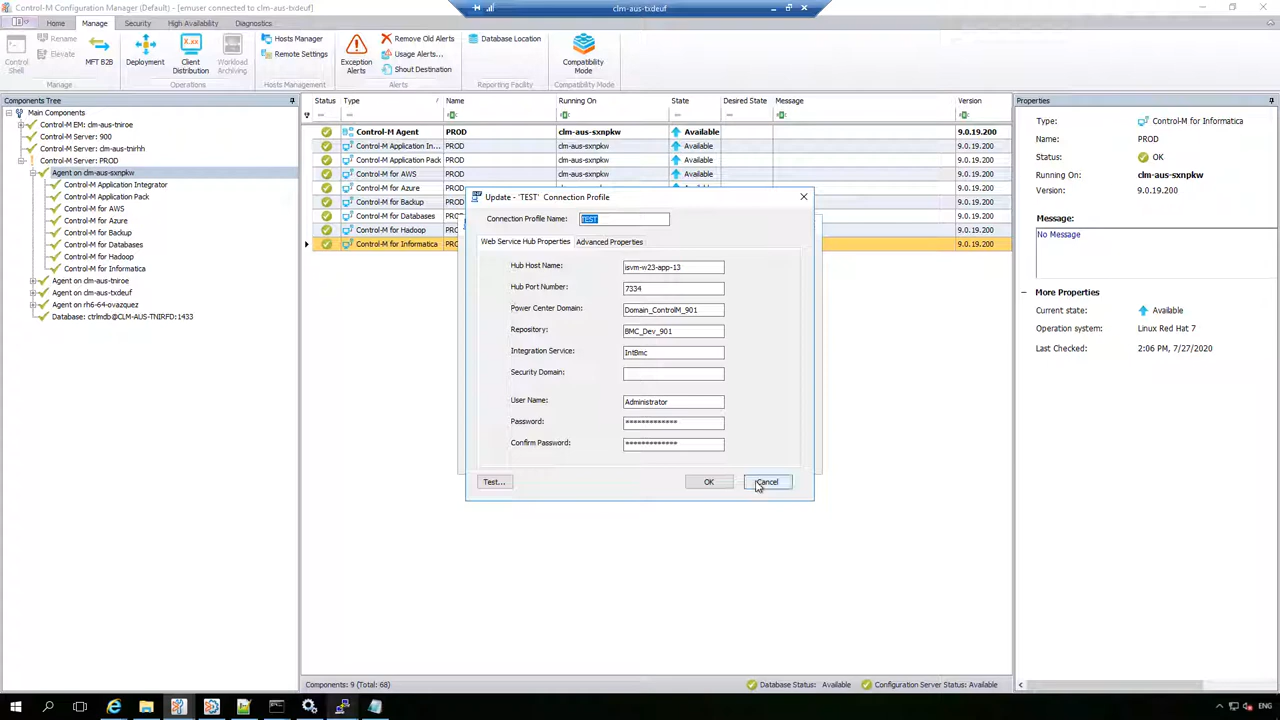 Control-M Configuration Manager (Default) - [emuser connected to clm-aus-txdeuf]
clm-aus-txdeuf
Home
Manage
Security
High Availability
Diagnostics
Control
Shell
Rename
Elevate
MFT B2B
Manage
Deployment
Client
Distribution
Workload
Archiving
Operations
Hosts Manager
Remote Settings
Hosts Management
Exception
Alerts
Remove Old Alerts
Usage Alerts...
Shout Destination
Alerts
Database Location
Reporting Facility
Compatibility
Mode
Compatibility Mode
Components Tree
Main Components
Control-M EM: clm-aus-tniroe
Control-M Server: 900
Control-M Server: clm-aus-tnirhh
Control-M Server: PROD
Agent on clm-aus-sxnpkw
Control-M Application Integrator
Control-M Application Pack
Control-M for AWS
Control-M for Azure
Control-M for Backup
Control-M for Databases
Control-M for Hadoop
Control-M for Informatica
Agent on clm-aus-tniroe
Agent on clm-aus-txdeuf
Agent on rh6-64-ovazquez
Database: ctrlmdb@CLM-AUS-TNIRFD:1433
Status Type Name Running On State Desired State Message Version
Control-M Agent PROD clm-aus-sxnpkw Available 9.0.19.200
Control-M Application In... PROD clm-aus-sxnpkw Available 9.0.19.200
Control-M Application Pack PROD clm-aus-sxnpkw Available 9.0.19.200
Control-M for AWS PROD clm-aus-sxnpkw Available 9.0.19.200
Control-M for Azure PROD clm-aus-sxnpkw Available 9.0.19.200
Control-M for Backup 9.0.19.200
Control-M for Databases 9.0.19.200
Control-M for Hadoop 9.0.19.200
Control-M for Informatica 9.0.19.200
Update - 'TEST' Connection Profile
Connection Profile Name: TEST
Web Service Hub Properties
Advanced Properties
Hub Host Name: isvm-w23-app-13
Hub Port Number: 7334
Power Center Domain: Domain_ControlM_901
Repository: BMC_Dev_901
Integration Service: IntBmc
Security Domain:
User Name: Administrator
Password: *************
Confirm Password: *************
Test...
OK
Cancel
Properties
Type: Control-M for Informatica
Name: PROD
Status: OK
Running On: clm-aus-sxnpkw
Version: 9.0.19.200
Message:
No Message
More Properties
Current state: Available
Operation system: Linux Red Hat 7
Last Checked: 2:06 PM, 7/27/2020
Components: 9 (Total: 68)
Database Status: Available
Configuration Server Status: Available
ENG